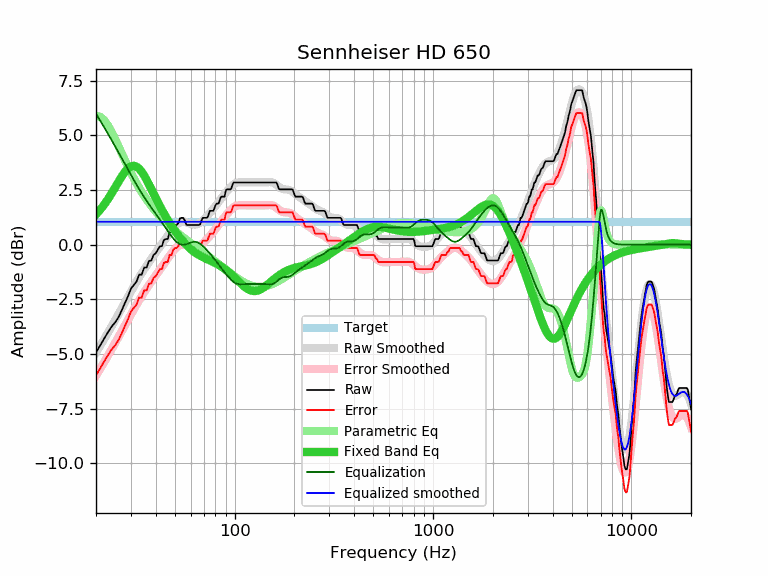 Sennheiser HD 650
Amplitude (dBr)
7.5
5.0
2.5
0.0
−2.5
−5.0
−7.5
−10.0
Target
Raw Smoothed
Error Smoothed
Raw
Error
Parametric Eq
Fixed Band Eq
Equalization
Equalized smoothed
100
1000
10000
Frequency (Hz)